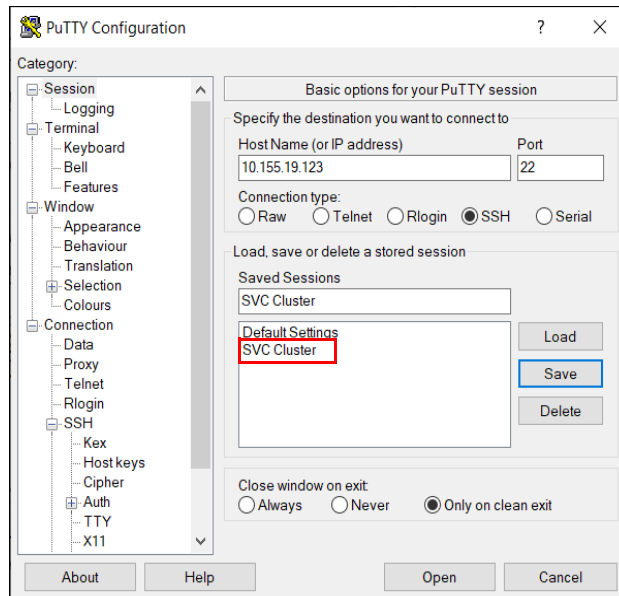 PuTTY Configuration
?
Category:
Session
Logging
Terminal
Keyboard
Bell
Features
Window
Appearance
Behaviour
Translation
Selection
Colours
Connection
Data
Proxy
Telnet
Rlogin
SSH
Kex
Host keys
Cipher
Auth
TTY
X11
Basic options for your PuTTY session
Specify the destination you want to connect to
Host Name (or IP address) Port
10.155.19.123 22
Connection type:
Raw Telnet Rlogin SSH Serial
Load, save or delete a stored session
Saved Sessions
SVC Cluster
Default Settings
SVC Cluster
Load
Save
Delete
Close window on exit:
Always Never Only on clean exit
About Help Open Cancel